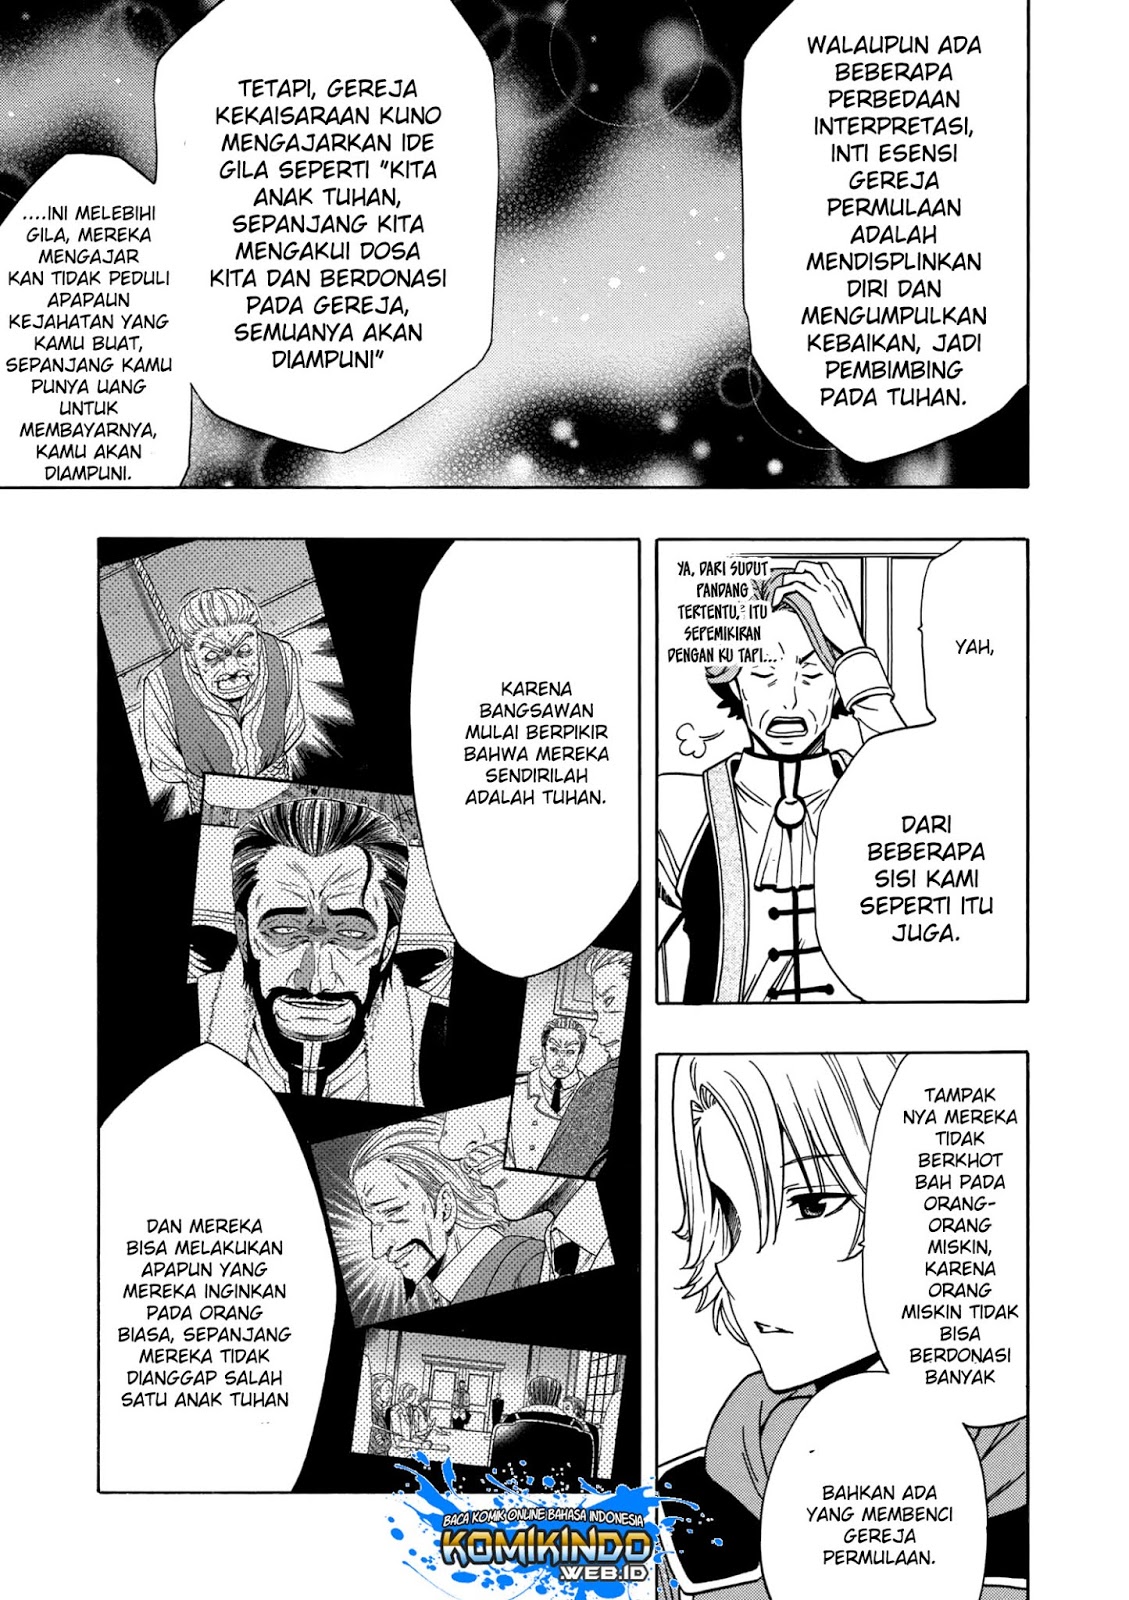 WALAUPUN ADA
BEBERAPA
PERBEDAAN
INTERPRETASI,
INTI ESENSI
GEREJA
PERMULAAN
ADALAH
MENDISPLINKAN
DIRI DAN
MENGUMPULKAN
KEBAIKAN, JADI
PEMBIMBING
PADA TUHAN.
TETAPI, GEREJA
KEKAISARAAN KUNO
MENGAJARKAN IDE
GILA SEPERTI "KITA
ANAK TUHAN,
SEPANJANG KITA
MENGAKUI DOSA
KITA DAN BERDONASI
PADA GEREJA,
SEMUANYA AKAN
DIAMPUNI"
....INI MELEBIHI
GILA, MEREKA
MENGAJAR
KAN TIDAK PEDULI
APAPAUN
KEJAHATAN YANG
KAMU BUAT,
SEPANJANG KAMU
PUNYA UANG
UNTUK
MEMBAYARNYA,
KAMU AKAN
DIAMPUNI.
YAH,
YA, DARI SUDUT
PANDANG
TERTENTU, ITU
SEPEMIKIRAN
DENGAN KU TAPI...
DARI
BEBERAPA
SISI KAMI
SEPERTI ITU
JUGA.
KARENA
BANGSAWAN
MULAI BERPIKIR
BAHWA MEREKA
SENDIRILAH
ADALAH TUHAN.
DAN MEREKA
BISA MELAKUKAN
APAPUN YANG
MEREKA INGINKAN
PADA ORANG
BIASA, SEPANJANG
MEREKA TIDAK
DIANGGAP SALAH
SATU ANAK TUHAN
TAMPAK
NYA MEREKA
TIDAK
BERKHOT
BAH PADA
ORANG-
ORANG
MISKIN,
KARENA
ORANG
MISKIN TIDAK
BISA
BERDONASI
BANYAK
BAHKAN ADA
YANG MEMBENCI
GEREJA
PERMULAAN.
BACA KOMIK ONLINE BAHASA INDONESIA
KOMIKINDO
.WEB.ID